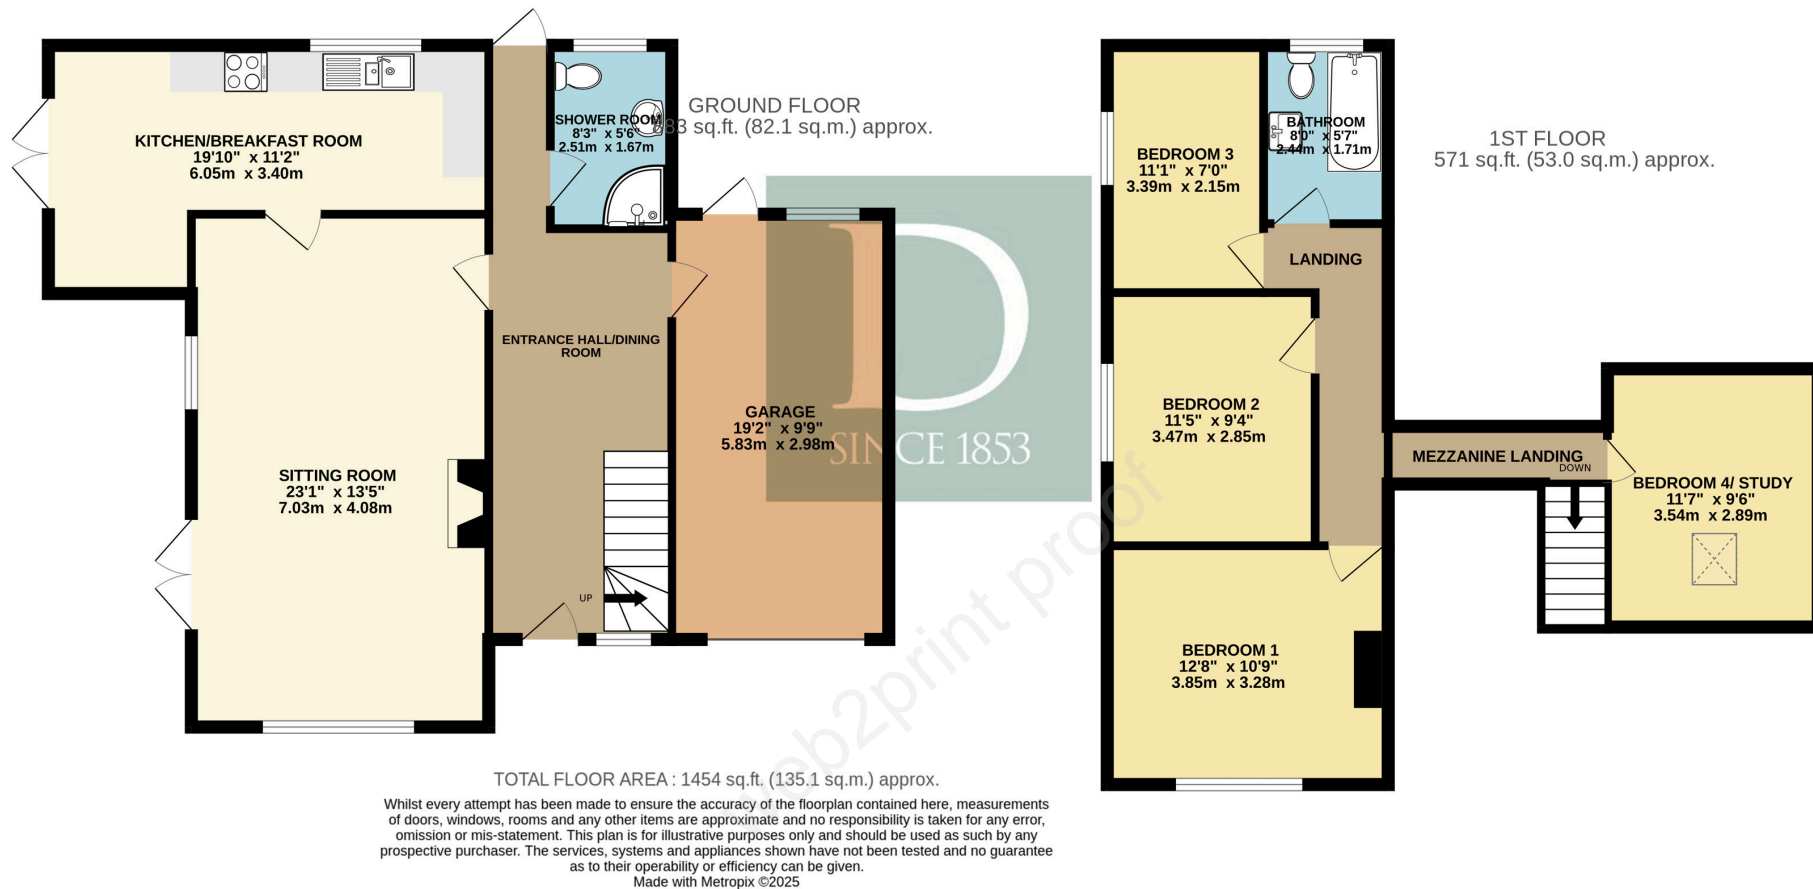 KITCHEN/BREAKFAST ROOM
19'10" x 11'2"
6.05m x 3.40m
SHOWER ROOM
8'3" x 5'6"
2.51m x 1.67m
GROUND FLOOR
883 sq.ft. (82.1 sq.m.) approx.
ENTRANCE HALL/DINING
ROOM
SITTING ROOM
23'1" x 13'5"
7.03m x 4.08m
UP
GARAGE
19'2" x 9'9"
5.83m x 2.98m
D
SINCE 1853
BEDROOM 3
11'1" x 7'0"
3.39m x 2.15m
BATHROOM
8'0" x 5'7"
2.44m x 1.71m
1ST FLOOR
571 sq.ft. (53.0 sq.m.) approx.
LANDING
BEDROOM 2
11'5" x 9'4"
3.47m x 2.85m
MEZZANINE LANDING
DOWN
BEDROOM 4/ STUDY
11'7" x 9'6"
3.54m x 2.89m
BEDROOM 1
12'8" x 10'9"
3.85m x 3.28m
web2print proof
TOTAL FLOOR AREA : 1454 sq.ft. (135.1 sq.m.) approx.
Whilst every attempt has been made to ensure the accuracy of the floorplan contained here, measurements
of doors, windows, rooms and any other items are approximate and no responsibility is taken for any error,
omission or mis-statement. This plan is for illustrative purposes only and should be used as such by any
prospective purchaser. The services, systems and appliances shown have not been tested and no guarantee
as to their operability or efficiency can be given.
Made with Metropix ©2025